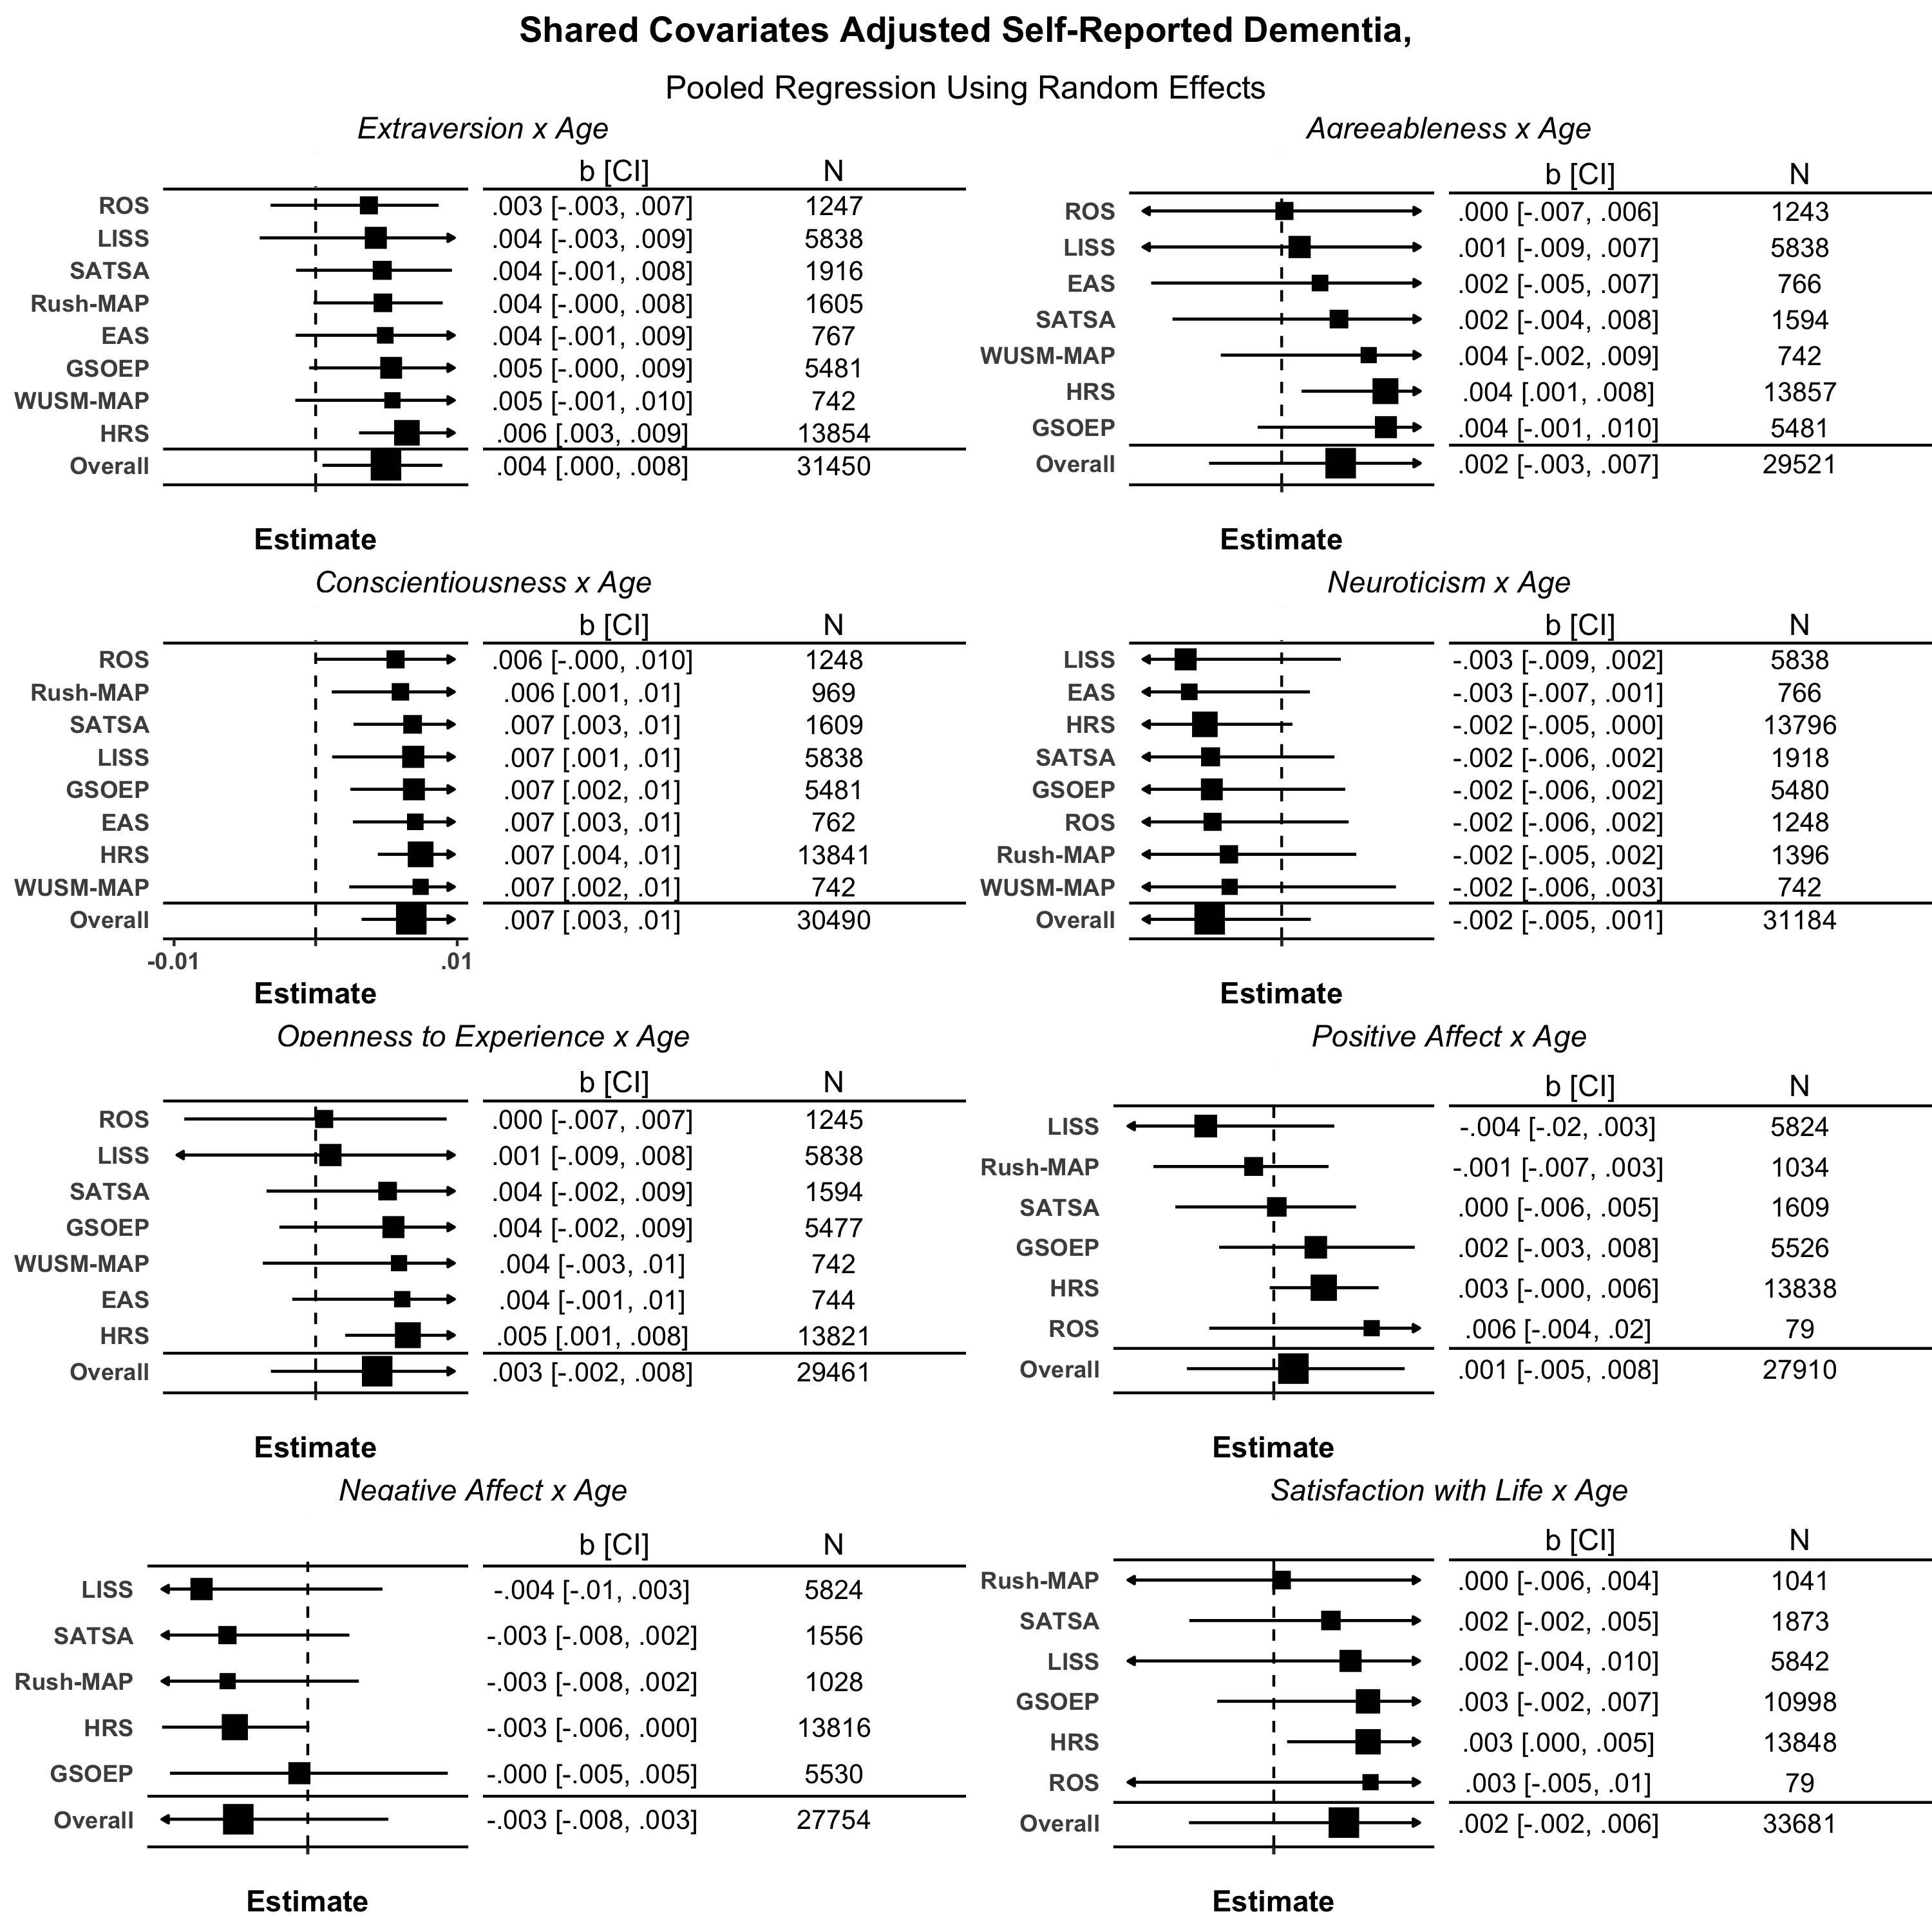 Shared Covariates Adjusted Self-Reported Dementia,
Pooled Regression Using Random Effects
Extraversion x Age
b [CI] N
ROS .003 [-.003, .007] 1247
LISS .004 [-.003, .009] 5838
SATSA .004 [-.001, .008] 1916
Rush-MAP .004 [-.000, .008] 1605
EAS .004 [-.001, .009] 767
GSOEP .005 [-.000, .009] 5481
WUSM-MAP .005 [-.001, .010] 742
HRS .006 [.003, .009] 13854
Overall .004 [.000, .008] 31450
Estimate
Agreeableness x Age
b [CI] N
ROS .000 [-.007, .006] 1243
LISS .001 [-.009, .007] 5838
EAS .002 [-.005, .007] 766
SATSA .002 [-.004, .008] 1594
WUSM-MAP .004 [-.002, .009] 742
HRS .004 [.001, .008] 13857
GSOEP .004 [-.001, .010] 5481
Overall .002 [-.003, .007] 29521
Estimate
Conscientiousness x Age
b [CI] N
ROS .006 [-.000, .010] 1248
Rush-MAP .006 [.001, .01] 969
SATSA .007 [.003, .01] 1609
LISS .007 [.001, .01] 5838
GSOEP .007 [.002, .01] 5481
EAS .007 [.003, .01] 762
HRS .007 [.004, .01] 13841
WUSM-MAP .007 [.002, .01] 742
Overall .007 [.003, .01] 30490
-0.01 .01
Estimate
Neuroticism x Age
b [CI] N
LISS -.003 [-.009, .002] 5838
EAS -.003 [-.007, .001] 766
HRS -.002 [-.005, .000] 13796
SATSA -.002 [-.006, .002] 1918
GSOEP -.002 [-.006, .002] 5480
ROS -.002 [-.006, .002] 1248
Rush-MAP -.002 [-.005, .002] 1396
WUSM-MAP -.002 [-.006, .003] 742
Overall -.002 [-.005, .001] 31184
Estimate
Openness to Experience x Age
b [CI] N
ROS .000 [-.007, .007] 1245
LISS .001 [-.009, .008] 5838
SATSA .004 [-.002, .009] 1594
GSOEP .004 [-.002, .009] 5477
WUSM-MAP .004 [-.003, .01] 742
EAS .004 [-.001, .01] 744
HRS .005 [.001, .008] 13821
Overall .003 [-.002, .008] 29461
Estimate
Positive Affect x Age
b [CI] N
LISS -.004 [-.02, .003] 5824
Rush-MAP -.001 [-.007, .003] 1034
SATSA .000 [-.006, .005] 1609
GSOEP .002 [-.003, .008] 5526
HRS .003 [-.000, .006] 13838
ROS .006 [-.004, .02] 79
Overall .001 [-.005, .008] 27910
Estimate
Negative Affect x Age
b [CI] N
LISS -.004 [-.01, .003] 5824
SATSA -.003 [-.008, .002] 1556
Rush-MAP -.003 [-.008, .002] 1028
HRS -.003 [-.006, .000] 13816
GSOEP -.000 [-.005, .005] 5530
Overall -.003 [-.008, .003] 27754
Estimate
Satisfaction with Life x Age
b [CI] N
Rush-MAP .000 [-.006, .004] 1041
SATSA .002 [-.002, .005] 1873
LISS .002 [-.004, .010] 5842
GSOEP .003 [-.002, .007] 10998
HRS .003 [.000, .005] 13848
ROS .003 [-.005, .01] 79
Overall .002 [-.002, .006] 33681
Estimate